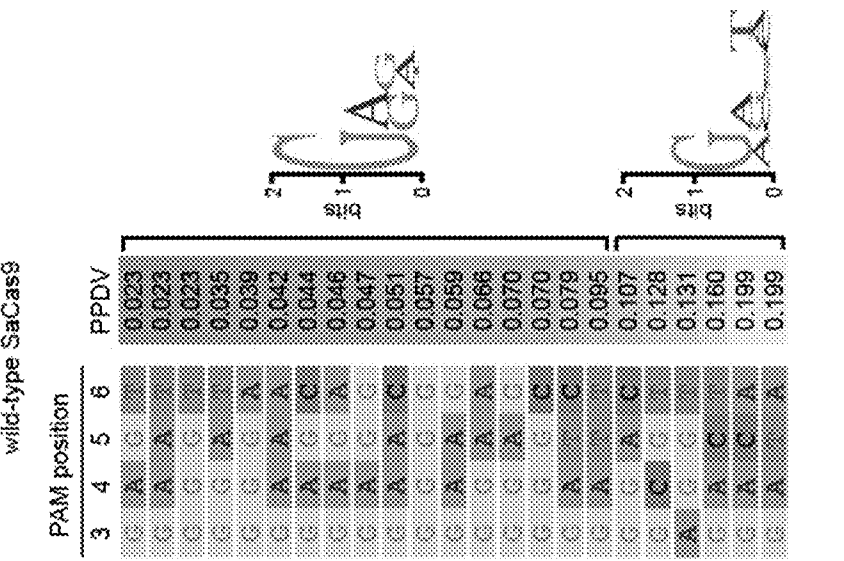 wild-type SaCas9
PAM position
3 4 5 6 PPDV
G A G T 0.023
G A A T 0.023
G G G T 0.023
G G A T 0.035
G G G A 0.039
G A A A 0.042
G A G C 0.044
G A G A 0.046
G A G G 0.047
G A A C 0.051
G G G G 0.057
G A A G 0.059
G G A A 0.066
G G A G 0.070
G G G C 0.070
G A T C 0.079
G A T T 0.095
G G A C 0.107
G C G T 0.128
A G G T 0.131
G A C T 0.160
G A C A 0.199
G A T A 0.199
2
1
0
bits
G A G
G A
2
1
0
bits
G A T
A G